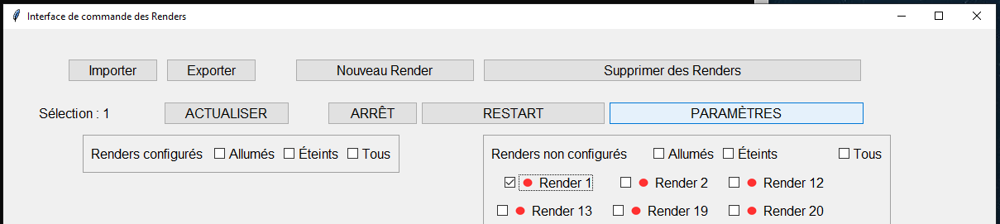 Interface de commande des Renders
Importer Exporter Nouveau Render Supprimer des Renders
Sélection : 1 ACTUALISER ARRÊT RESTART PARAMÈTRES
Renders configurés Allumés Éteints Tous Renders non configurés Allumés Éteints Tous
Render 1 Render 2 Render 12
Render 13 Render 19 Render 20